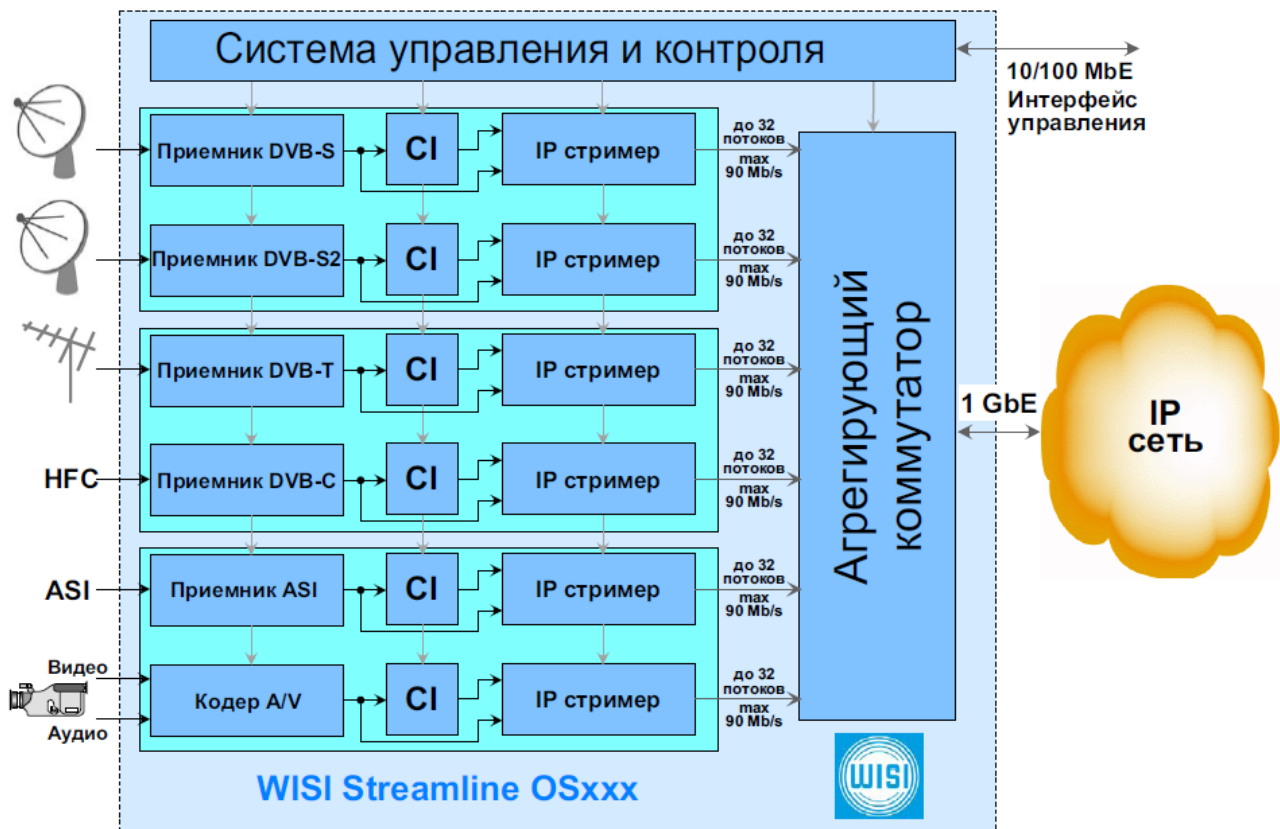 Система управления и контроля
10/100 MbE
Интерфейс
управления
Приемник DVB-S
CI
IP стример
до 32
потоков
max
90 Mb/s
Приемник DVB-S2
CI
IP стример
до 32
потоков
max
90 Mb/s
Приемник DVB-T
CI
IP стример
до 32
потоков
max
90 Mb/s
HFC
Приемник DVB-C
CI
IP стример
до 32
потоков
max
90 Mb/s
ASI
Приемник ASI
CI
IP стример
до 32
потоков
max
90 Mb/s
Видео
Аудио
Кодер A/V
CI
IP стример
до 32
потоков
max
90 Mb/s
Агрегирующий
коммутатор
1 GbE
IP
сеть
WISI Streamline OSxxx
WISI